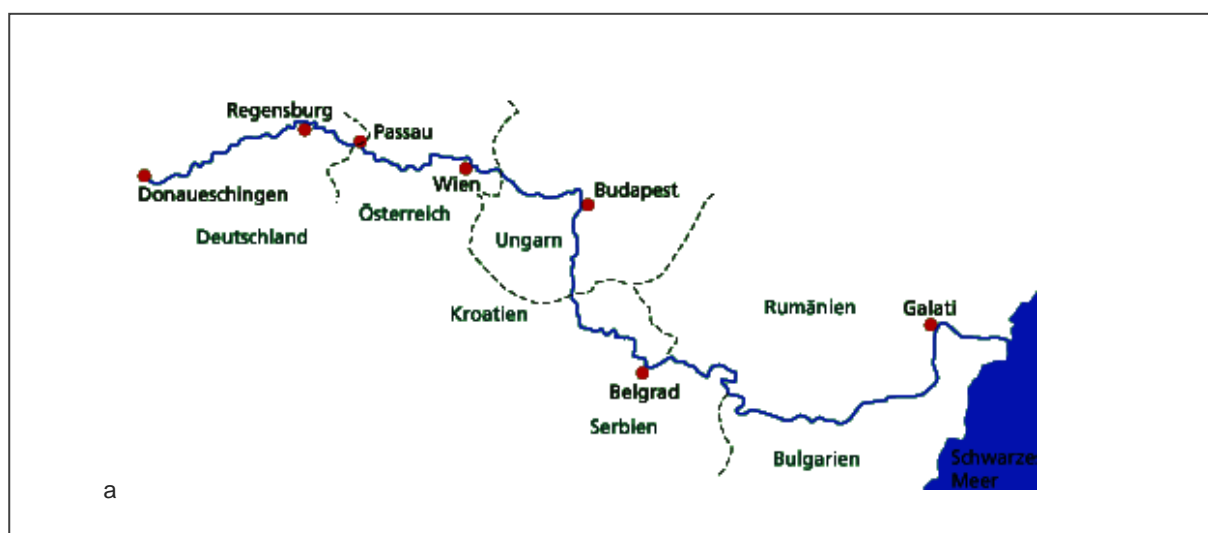 Regensburg
Passau
Donaueschingen
Wien
Budapest
Österreich
Deutschland
Ungarn
Kroatien
Rumänien
Galati
Belgrad
Serbien
Bulgarien
Schwarze
Meer
a